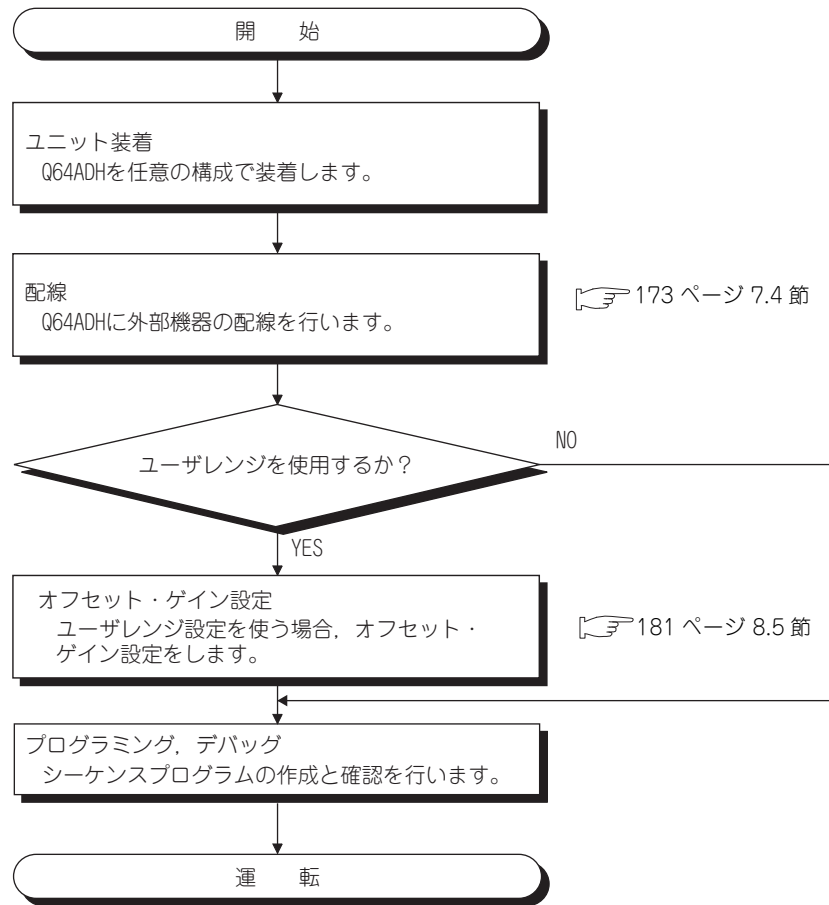 開 始
ユニット装着
Q64ADHを任意の構成で装着します。
配線
Q64ADHに外部機器の配線を行います。
173 ページ 7.4 節
ユーザレンジを使用するか？
NO
YES
オフセット・ゲイン設定
ユーザレンジ設定を使う場合，オフセット・
ゲイン設定をします。
181 ページ 8.5 節
プログラミング，デバッグ
シーケンスプログラムの作成と確認を行います。
運 転